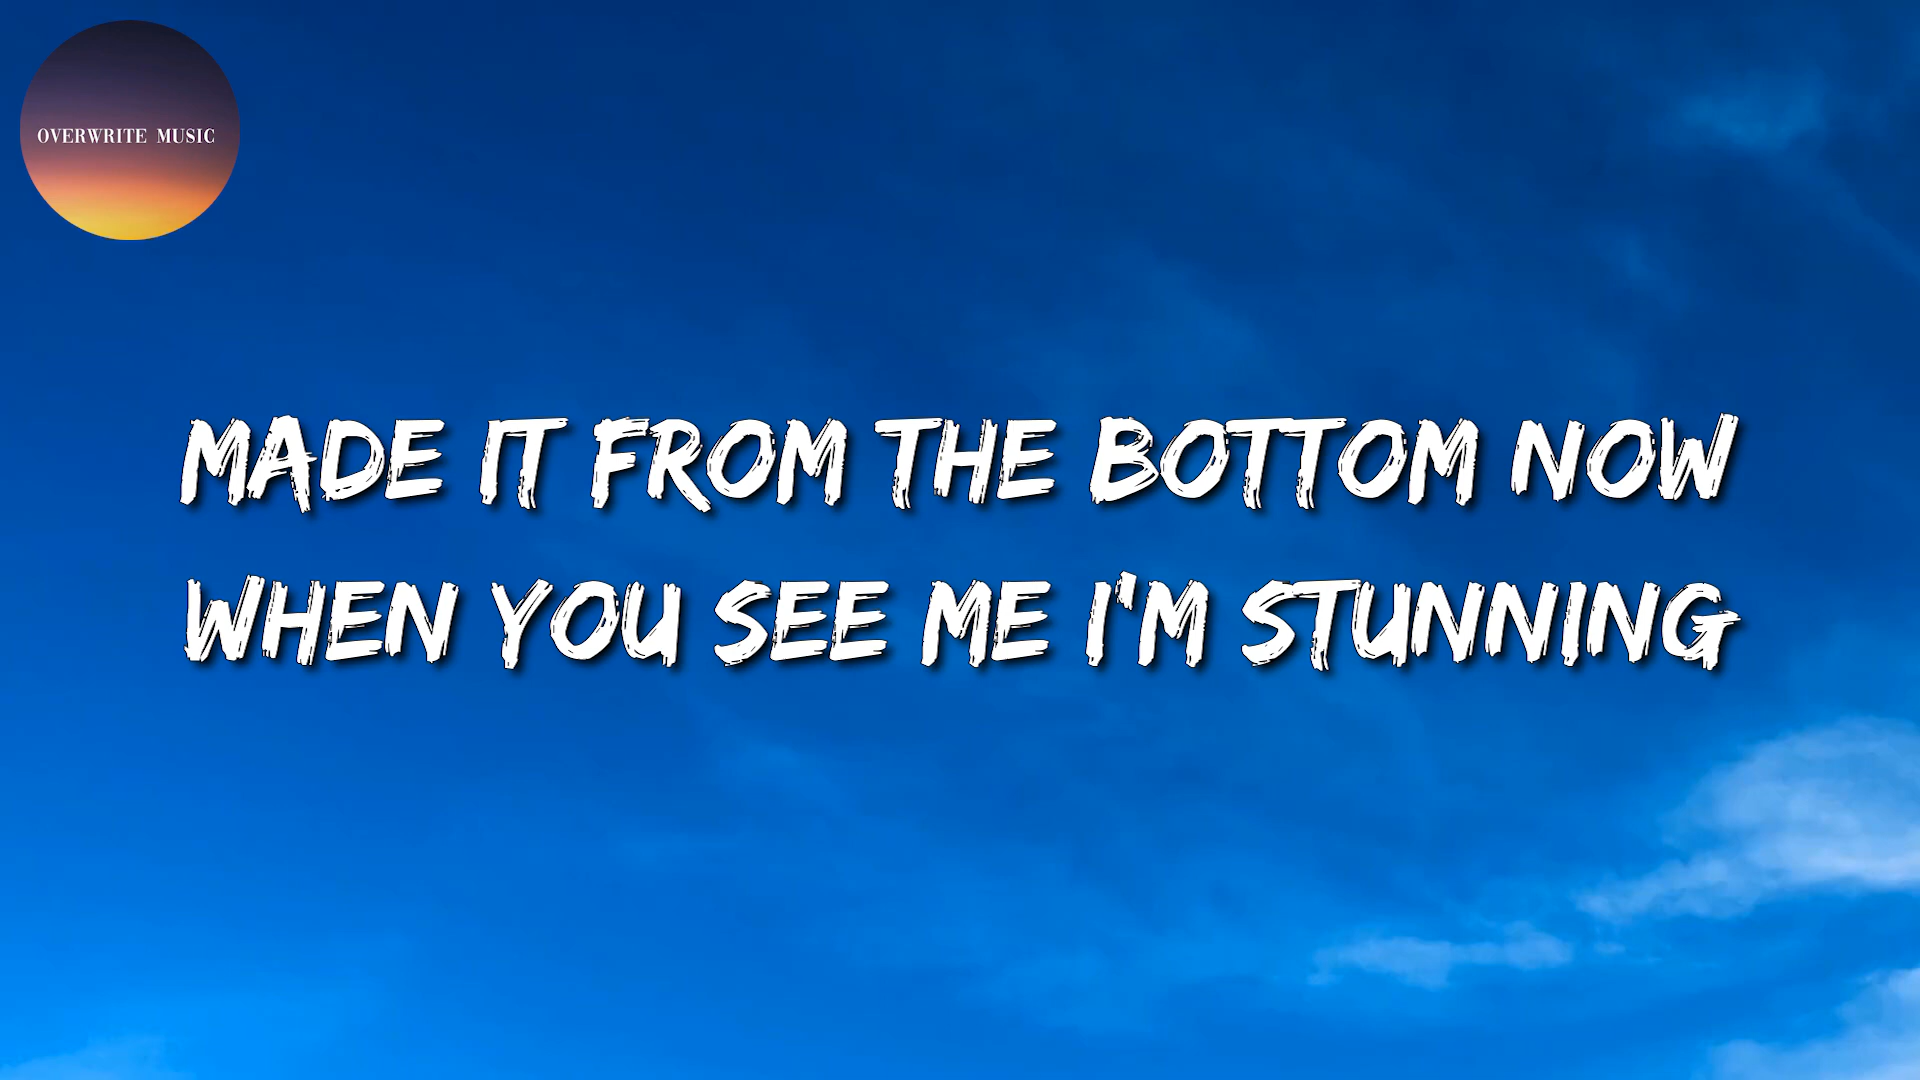 OVERWRITE MUSIC
MADE IT FROM THE BOTTOM NOW
WHEN YOU SEE ME I'M STUNNING